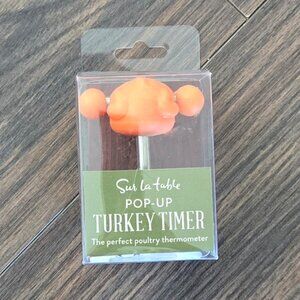 Sur la table
POP-UP
TURKEY TIMER
The perfect poultry thermometer